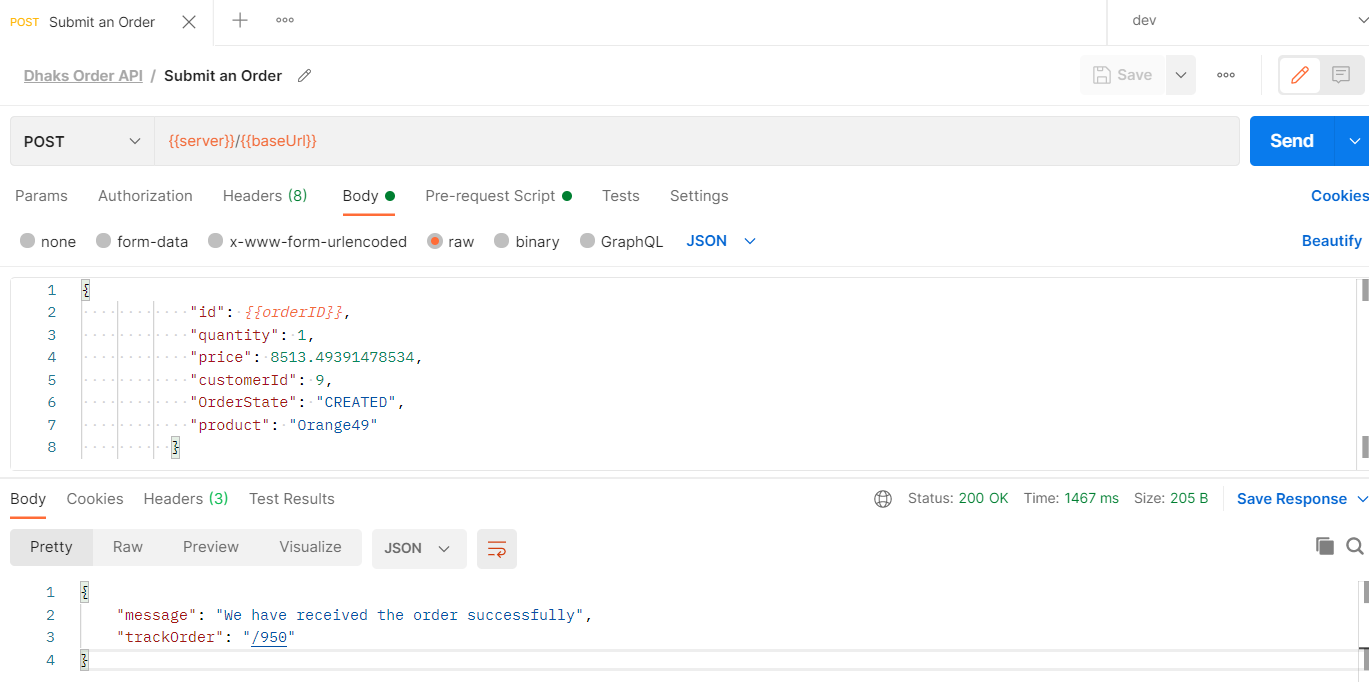 POST Submit an Order
dev
Dhaks Order API / Submit an Order
Save
POST {{server}}/{{baseUrl}} Send
Params Authorization Headers (8) Body Pre-request Script Tests Settings Cookies
none form-data x-www-form-urlencoded raw binary GraphQL JSON Beautify
1 {
2 "id": {{orderID}},
3 "quantity": 1,
4 "price": 8513.49391478534,
5 "customerId": 9,
6 "OrderState": "CREATED",
7 "product": "Orange49"
8 }
Body Cookies Headers (3) Test Results Status: 200 OK Time: 1467 ms Size: 205 B Save Response
Pretty Raw Preview Visualize JSON
1 {
2 "message": "We have received the order successfully",
3 "trackOrder": "/950"
4 }